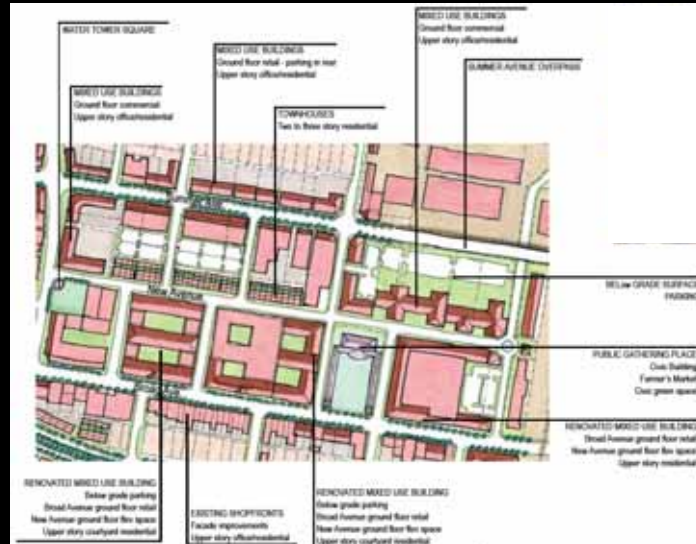 WATER TOWER SQUARE
MIXED USE BUILDINGS
Ground floor commercial
Upper story office/residential
MIXED USE BUILDINGS
Ground floor retail - parking in rear
Upper story office/residential
TOWNHOUSES
Two to three story residential
MIXED USE BUILDINGS
Ground floor commercial
Upper story office/residential
SUMMER AVENUE OVERPASS
New Avenue
BELOW GRADE SURFACE
PARKING
PUBLIC GATHERING PLACE
Civic Building
Farmer's Market
Civic green space
RENOVATED MIXED USE BUILDING
Broad Avenue ground floor retail
New Avenue ground floor flex space
Upper story residential
RENOVATED MIXED USE BUILDING
Below grade parking
Broad Avenue ground floor retail
New Avenue ground floor flex space
Upper story courtyard residential
EXISTING SHOPFRONTS
Facade improvements
Upper story office/residential
RENOVATED MIXED USE BUILDING
Below grade parking
Broad Avenue ground floor retail
New Avenue ground floor flex space
Upper story courtyard residential